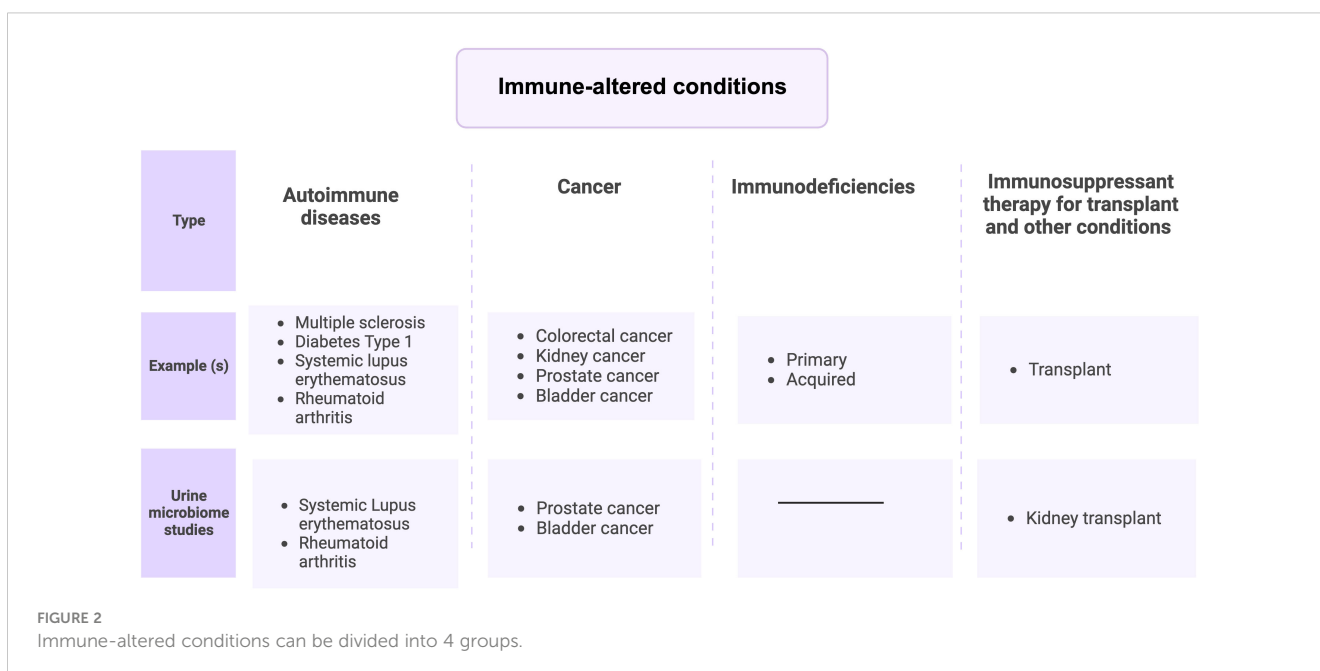 Immune-altered conditions
Type
Autoimmune
diseases
Cancer
Immunodeficiencies
Immunosuppressant
therapy for transplant
and other conditions
Example (s)
• Multiple sclerosis
• Diabetes Type 1
• Systemic lupus
erythematosus
• Rheumatoid
arthritis
• Colorectal cancer
• Kidney cancer
• Prostate cancer
• Bladder cancer
• Primary
• Acquired
• Transplant
Urine
microbiome
studies
• Systemic Lupus
erythematosus
• Rheumatoid
arthritis
• Prostate cancer
• Bladder cancer
• Kidney transplant
FIGURE 2
Immune-altered conditions can be divided into 4 groups.